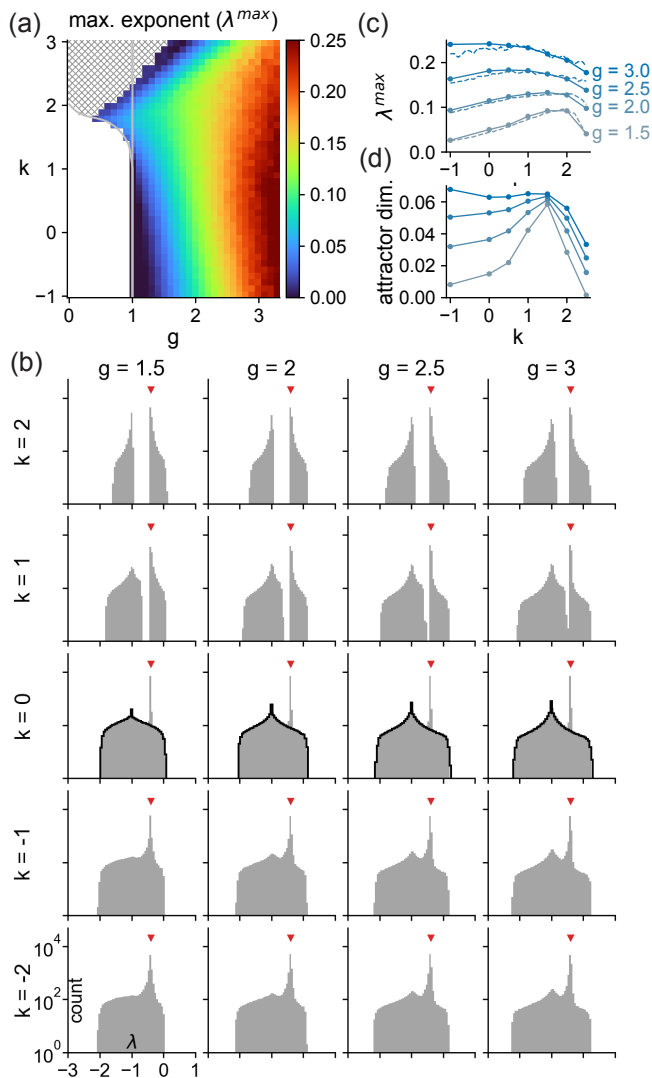 (a) max. exponent (λ^max)
3
2
1
0
−1
k
0 1 2 3
g
0.25
0.20
0.15
0.10
0.05
0.00
(c)
λ^max
0.2
0.1
0.0
g = 3.0
g = 2.5
g = 2.0
g = 1.5
(d)
attractor dim.
0.06
0.04
0.02
0.00
−1 0 1 2
k
(b)
g = 1.5 g = 2 g = 2.5 g = 3
k = 2
k = 1
k = 0
k = -1
k = -2
10^4
10^2
10^0
count
λ
−3 −2 −1 0 1